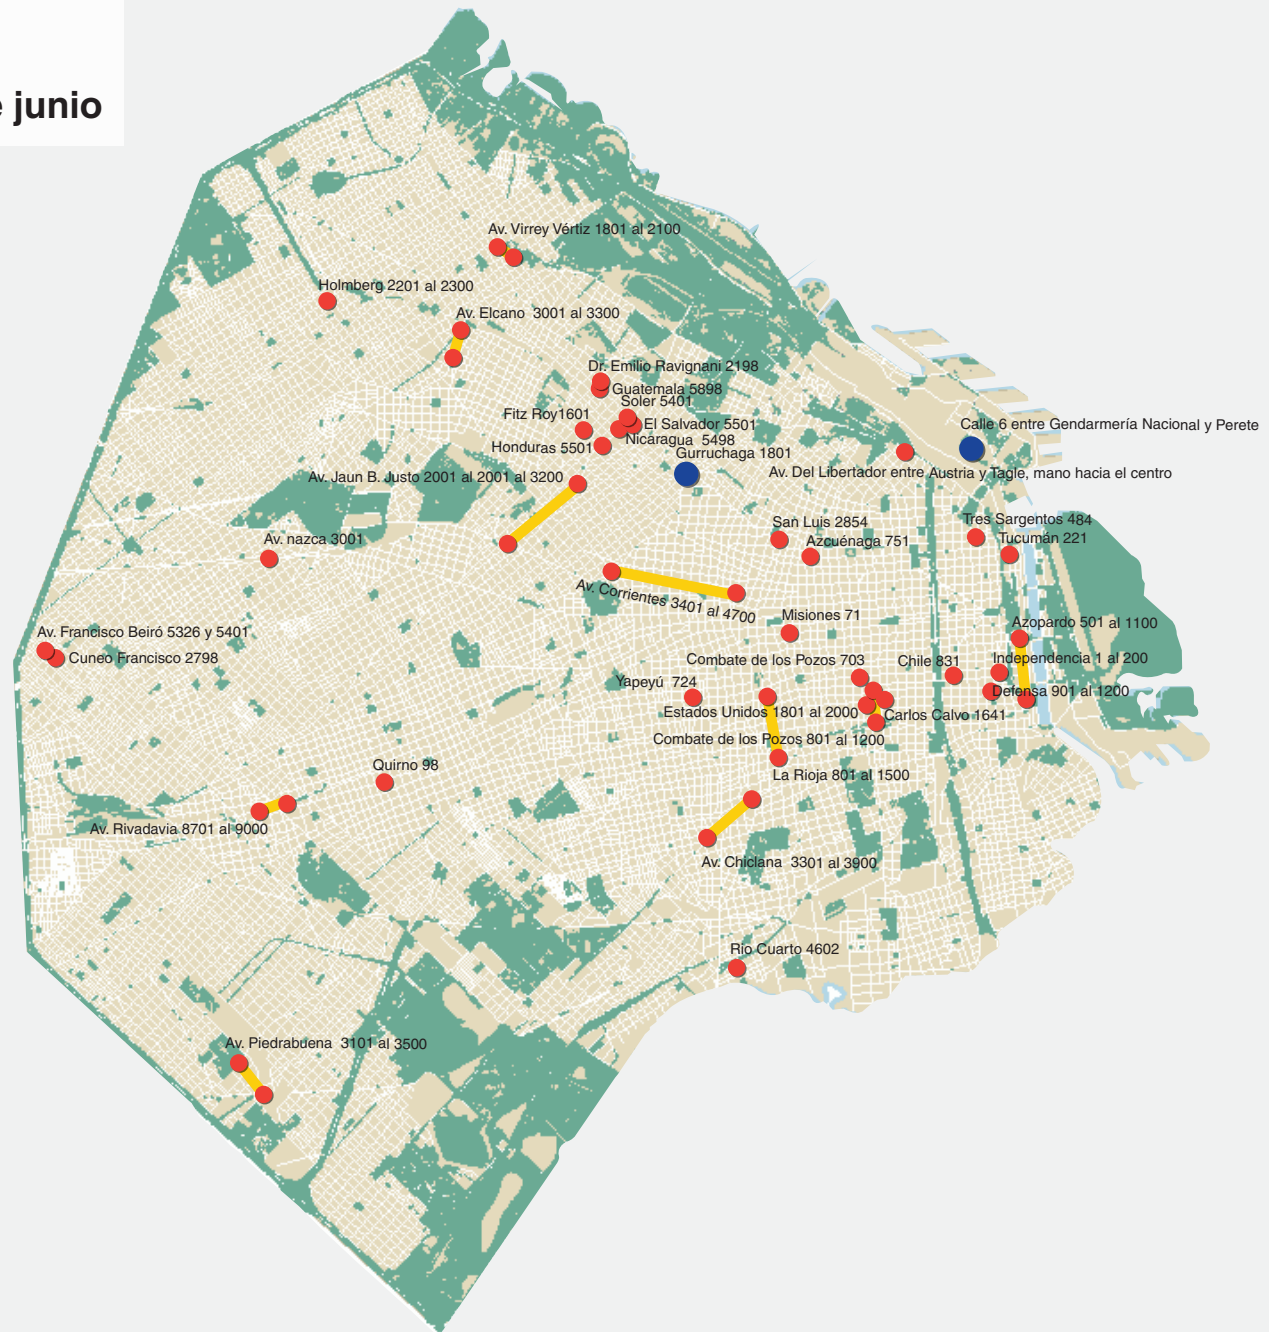 e junio
Av. Virrey Vértiz 1801 al 2100
Holmberg 2201 al 2300
Av. Elcano 3001 al 3300
Dr. Emilio Ravignani 2198
Guatemala 5898
Soler 5401
Fitz Roy1601
El Salvador 5501
Calle 6 entre Gendarmería Nacional y Perete
Nicaragua 5498
Honduras 5501
Gurruchaga 1801
Av. Jaun B. Justo 2001 al 2001 al 3200
Av. Del Libertador entre Austria y Tagle, mano hacia el centro
San Luis 2854
Tres Sargentos 484
Av. nazca 3001
Azcuénaga 751
Tucumán 221
Av. Corrientes 3401 al 4700
Misiones 71
Azopardo 501 al 1100
Av. Francisco Beiró 5326 y 5401
Cuneo Francisco 2798
Combate de los Pozos 703
Chile 831
Independencia 1 al 200
Yapeyú 724
Defensa 901 al 1200
Estados Unidos 1801 al 2000
Carlos Calvo 1641
Combate de los Pozos 801 al 1200
Quirno 98
La Rioja 801 al 1500
Av. Rivadavia 8701 al 9000
Av. Chiclana 3301 al 3900
Rio Cuarto 4602
Av. Piedrabuena 3101 al 3500